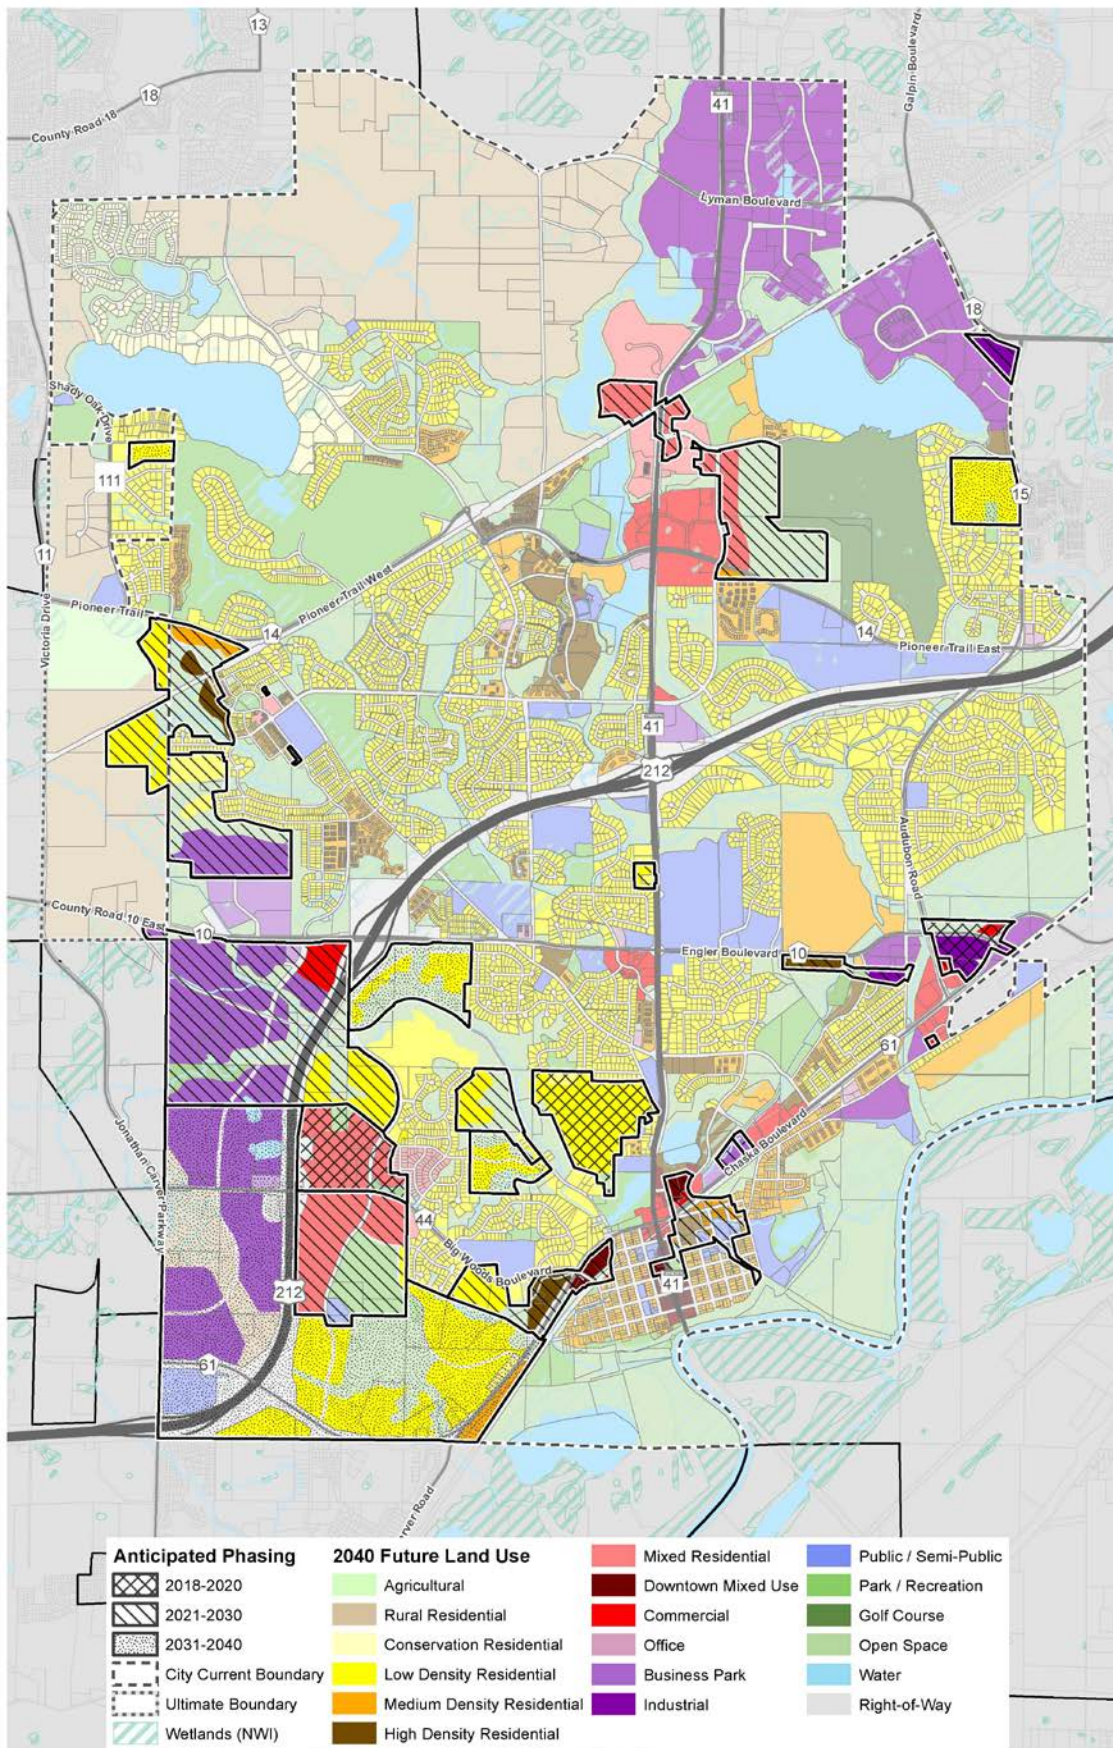 13
18
County Road 18
41
Galpin Boulevard
Lyman Boulevard
18
Shady Oak Drive
111
15
11
Victoria Drive
Pioneer Trail
14
Pioneer Trail West
14
Pioneer Trail East
41
212
Audubon Road
County Road 10 East
10
Engler Boulevard
10
61
Chaska Boulevard
Jonathan Carver Parkway
44
Big Woods Boulevard
41
212
61
rver Road
Anticipated Phasing
2018-2020
2021-2030
2031-2040
City Current Boundary
Ultimate Boundary
Wetlands (NWI)
2040 Future Land Use
Agricultural
Rural Residential
Conservation Residential
Low Density Residential
Medium Density Residential
High Density Residential
Mixed Residential
Downtown Mixed Use
Commercial
Office
Business Park
Industrial
Public / Semi-Public
Park / Recreation
Golf Course
Open Space
Water
Right-of-Way